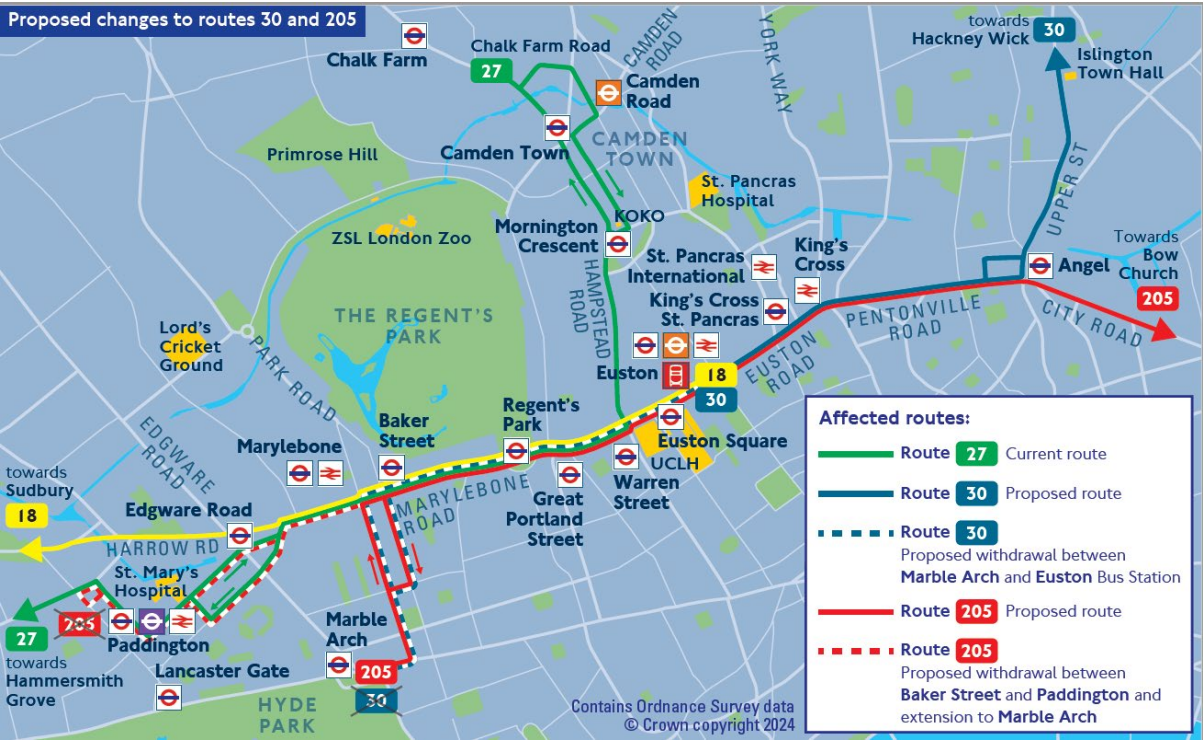 Proposed changes to routes 30 and 205
Chalk Farm
Chalk Farm Road
27
CAMDEN
ROAD
Camden
Road
YORK WAY
towards
Hackney Wick
30
Islington
Town Hall
Primrose Hill
Camden Town
CAMDEN
TOWN
St. Pancras
Hospital
UPPER ST
ZSL London Zoo
Mornington
Crescent
KOKO
HAMPSTEAD
ROAD
St. Pancras
International
King's
Cross
King's Cross
St. Pancras
Angel
Towards
Bow
Church
205
THE REGENT'S
PARK
Lord's
Cricket
Ground
PARK ROAD
Euston
18
30
EUSTON
ROAD
PENTONVILLE
ROAD
CITY ROAD
EDGWARE
ROAD
Marylebone
Baker
Street
Regent's
Park
Euston Square
UCLH
Warren
Street
Great
Portland
Street
MARYLEBONE
ROAD
towards
Sudbury
18
Edgware Road
HARROW RD
St. Mary's
Hospital
205
Paddington
27
towards
Hammersmith
Grove
Lancaster Gate
Marble
Arch
205
30
HYDE
PARK
Contains Ordnance Survey data
© Crown copyright 2024
Affected routes:
Route 27 Current route
Route 30 Proposed route
Route 30
Proposed withdrawal between
Marble Arch and Euston Bus Station
Route 205 Proposed route
Route 205
Proposed withdrawal between
Baker Street and Paddington and
extension to Marble Arch